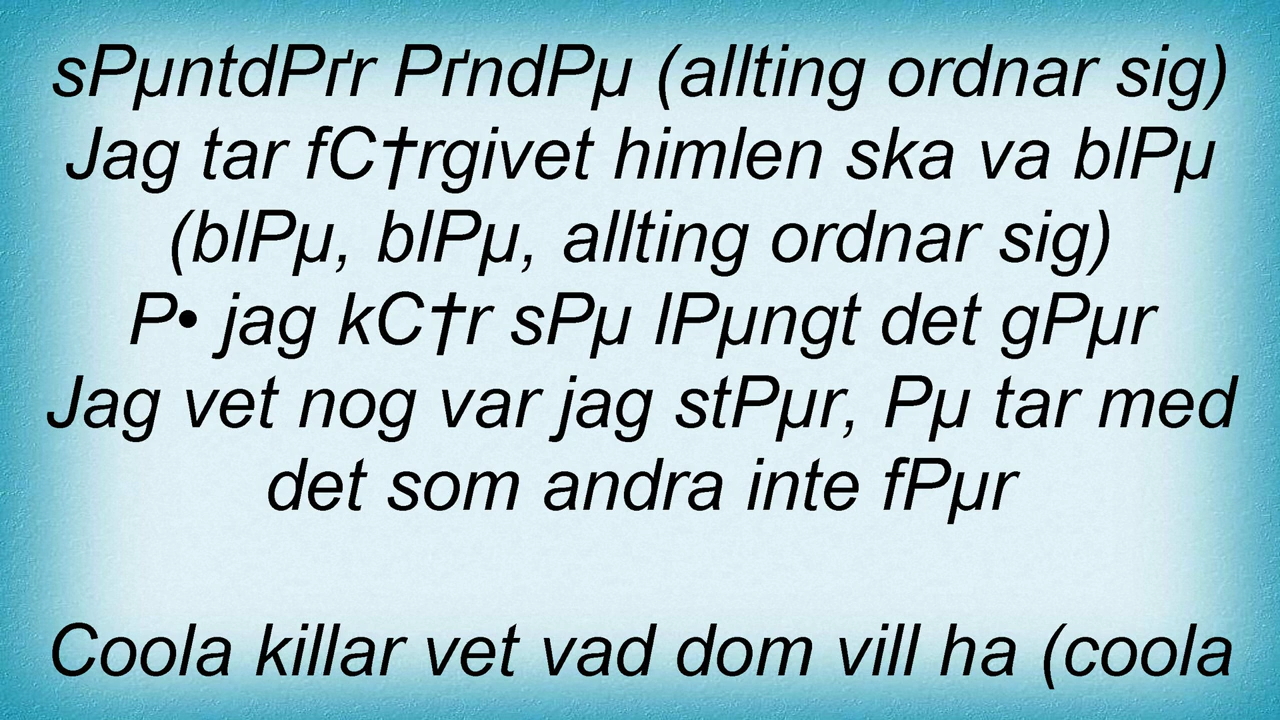 sPµntdPґr PґndPµ (allting ordnar sig)
Jag tar fC†rgivet himlen ska va blPµ
(blPµ, blPµ, allting ordnar sig)
P• jag kC†r sPµ lPµngt det gPµr
Jag vet nog var jag stPµr, Pµ tar med
det som andra inte fPµr
Coola killar vet vad dom vill ha (coola